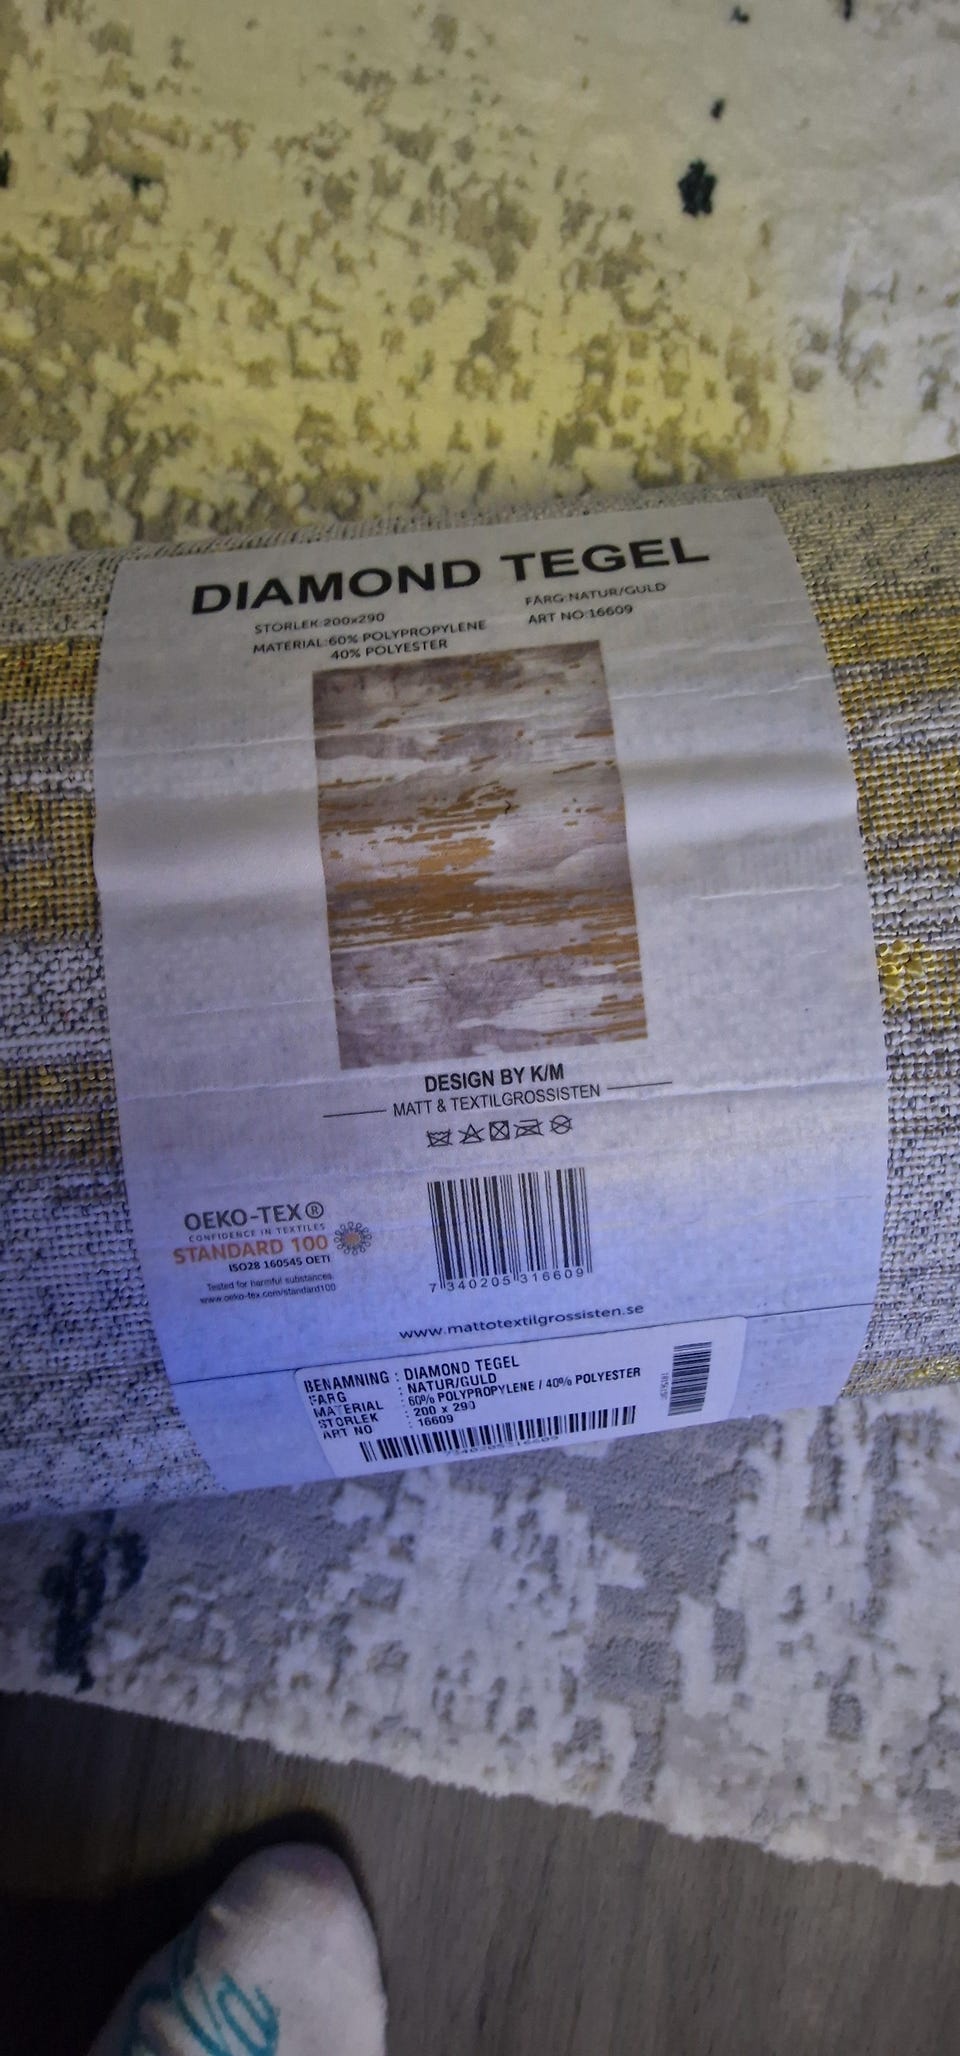 DIAMOND TEGEL
STORLEK:200x290
FÄRG:NATUR/GULD
MATERIAL:60% POLYPROPYLENE
ART NO:16609
40% POLYESTER
DESIGN BY K/M
MATT & TEXTILGROSSISTEN
OEKO-TEX®
CONFIDENCE IN TEXTILES
STANDARD 100
ISO28 160545 OETI
Tested for harmful substances
www.oeko-tex.com/standard100
7 340205 316609
www.mattotextilgrossisten.se
BENAMNING : DIAMOND TEGEL
FARG : NATUR/GULD
MATERIAL : 60% POLYPROPYLENE / 40% POLYESTER
STORLEK : 200 x 290
ART NO : 16609
7340205316609